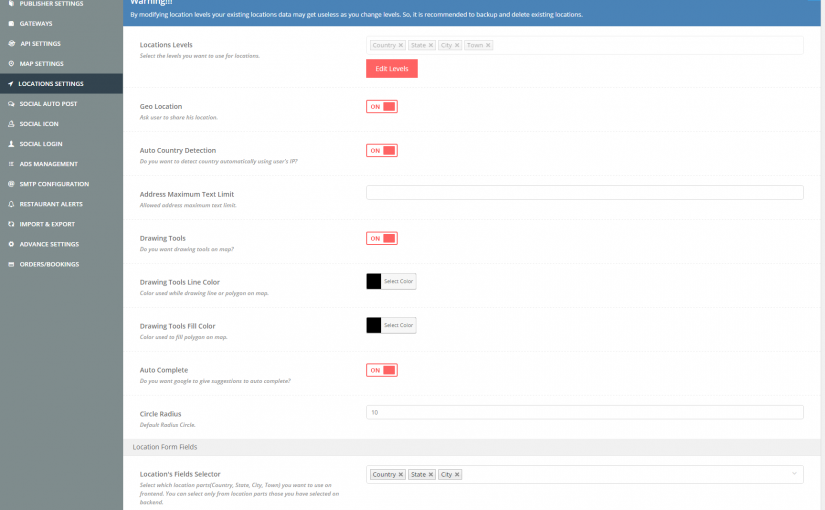 PUBLISHER SETTINGS
GATEWAYS
API SETTINGS
MAP SETTINGS
LOCATIONS SETTINGS
SOCIAL AUTO POST
SOCIAL ICON
SOCIAL LOGIN
ADS MANAGEMENT
SMTP CONFIGURATION
RESTAURANT ALERTS
IMPORT & EXPORT
ADVANCE SETTINGS
ORDERS/BOOKINGS
Warning!!!
By modifying location levels your existing locations data may get useless as you change levels. So, it is recommended to backup and delete existing locations.
Locations Levels
Select the levels you want to use for locations.
Country × State × City × Town ×
Edit Levels
Geo Location
Ask user to share his location.
ON
Auto Country Detection
Do you want to detect country automatically using user's IP?
ON
Address Maximum Text Limit
Allowed address maximum text limit.
Drawing Tools
Do you want drawing tools on map?
ON
Drawing Tools Line Color
Color used while drawing line or polygon on map.
Select Color
Drawing Tools Fill Color
Color used to fill polygon on map.
Select Color
Auto Complete
Do you want google to give suggestions to auto complete?
ON
Circle Radius
Default Radius Circle.
10
Location Form Fields
Location's Fields Selector
Select which location parts(Country, State, City, Town) you want to use on
frontend. You can select only from location parts those you have selected on
backend.
Country × State × City ×